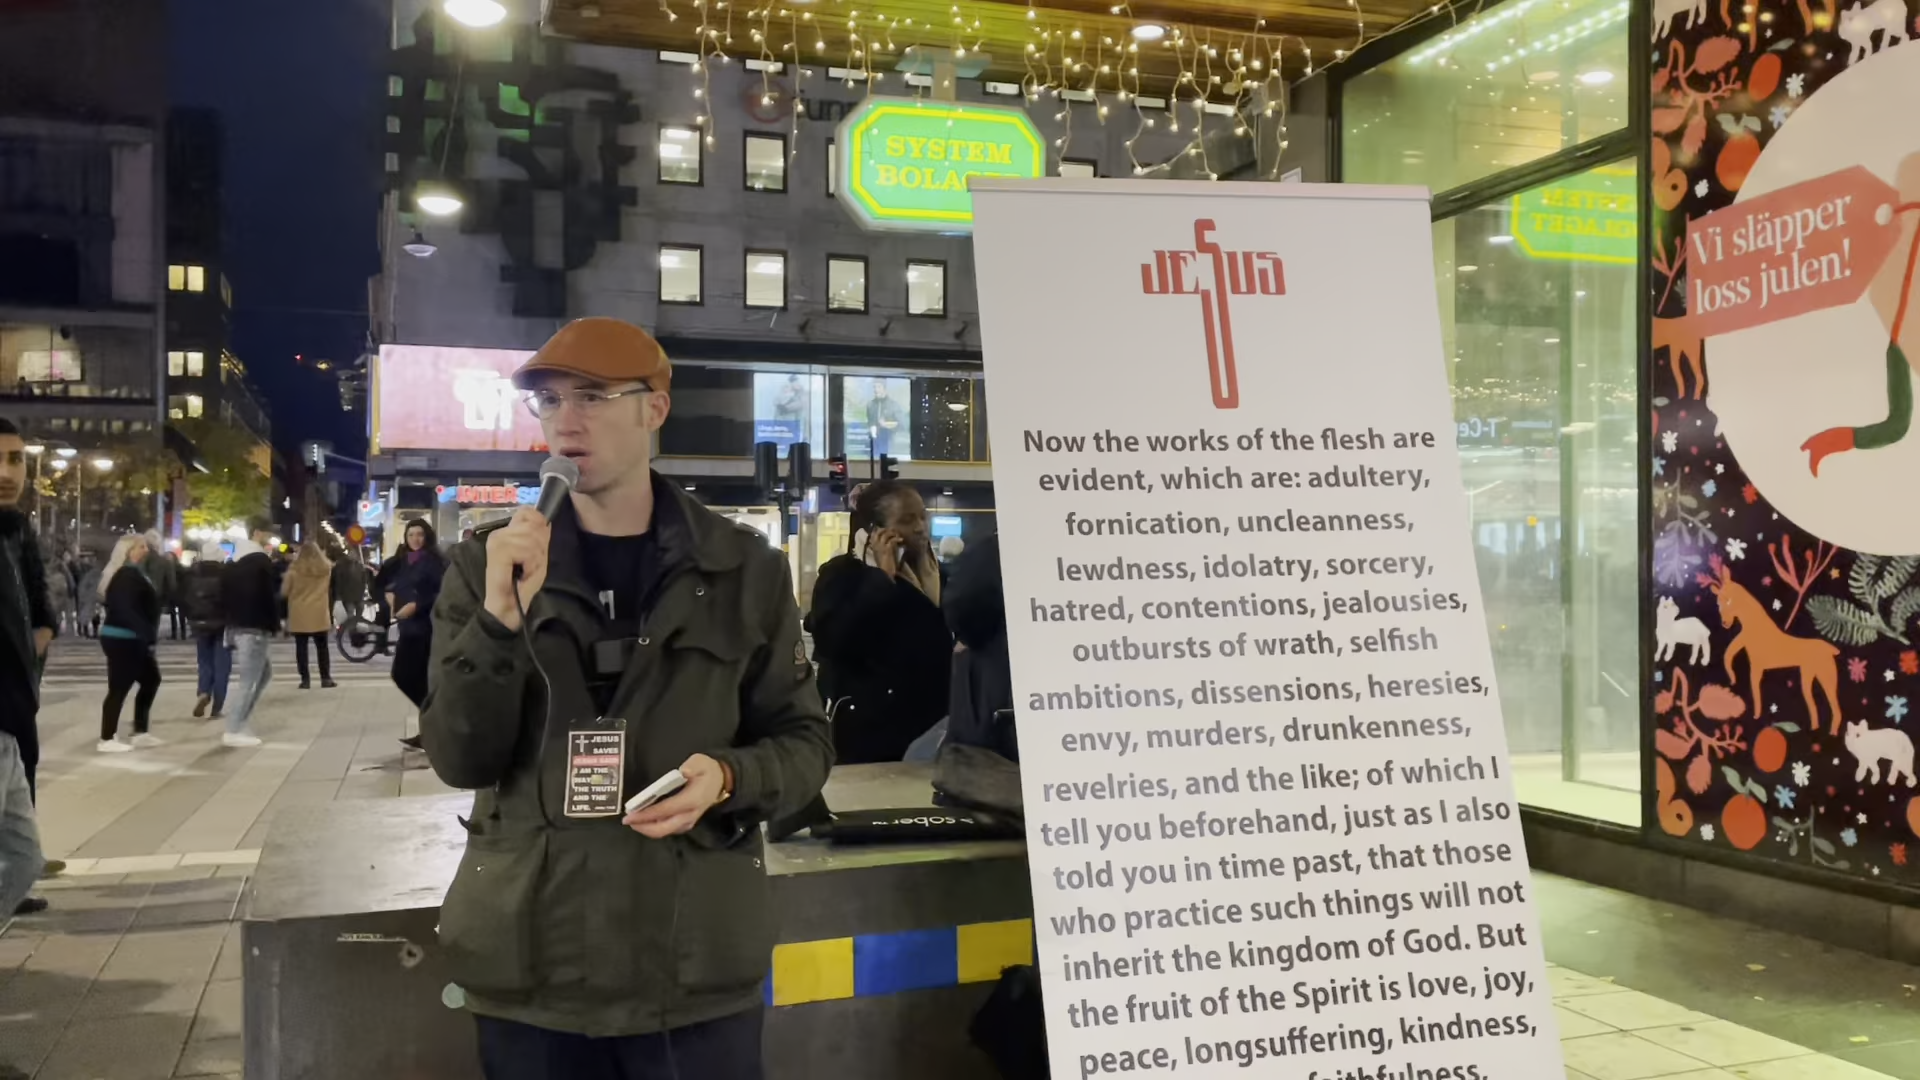 SYSTEM
JESUS
Now the works of the flesh are
evident, which are: adultery,
fornication, uncleanness,
lewdness, idolatry, sorcery,
hatred, contentions, jealousies,
outbursts of wrath, selfish
ambitions, dissensions, heresies,
envy, murders, drunkenness,
revelries, and the like; of which I
tell you beforehand, just as I also
told you in time past, that those
who practice such things will not
inherit the kingdom of God. But
the fruit of the Spirit is love, joy,
peace, longsuffering, kindness,
faithfulness,
Vi släpper
loss julen!
JESUS
SAVES
I AM THE
WAY
THE TRUTH
AND THE
LIFE.
sober